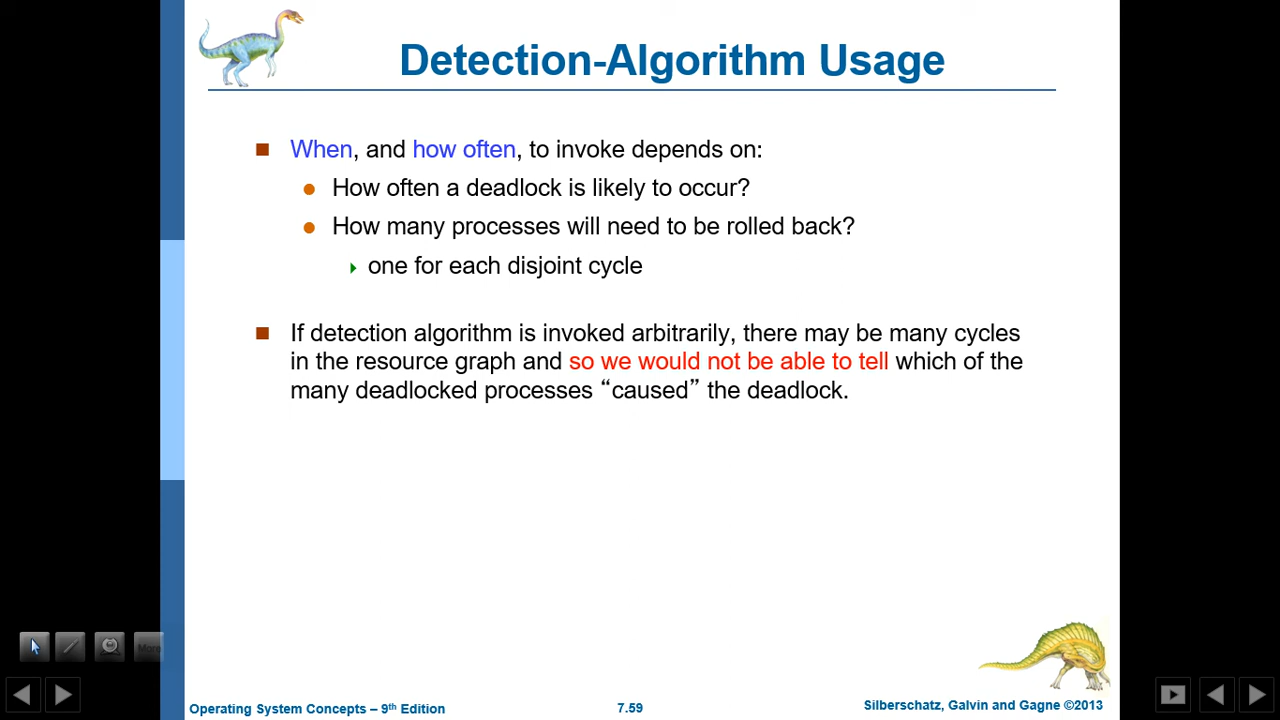 Detection-Algorithm Usage
When, and how often, to invoke depends on:
How often a deadlock is likely to occur?
How many processes will need to be rolled back?
one for each disjoint cycle
If detection algorithm is invoked arbitrarily, there may be many cycles
in the resource graph and so we would not be able to tell which of the
many deadlocked processes “caused” the deadlock.
More
Operating System Concepts – 9th Edition
7.59
Silberschatz, Galvin and Gagne ©2013